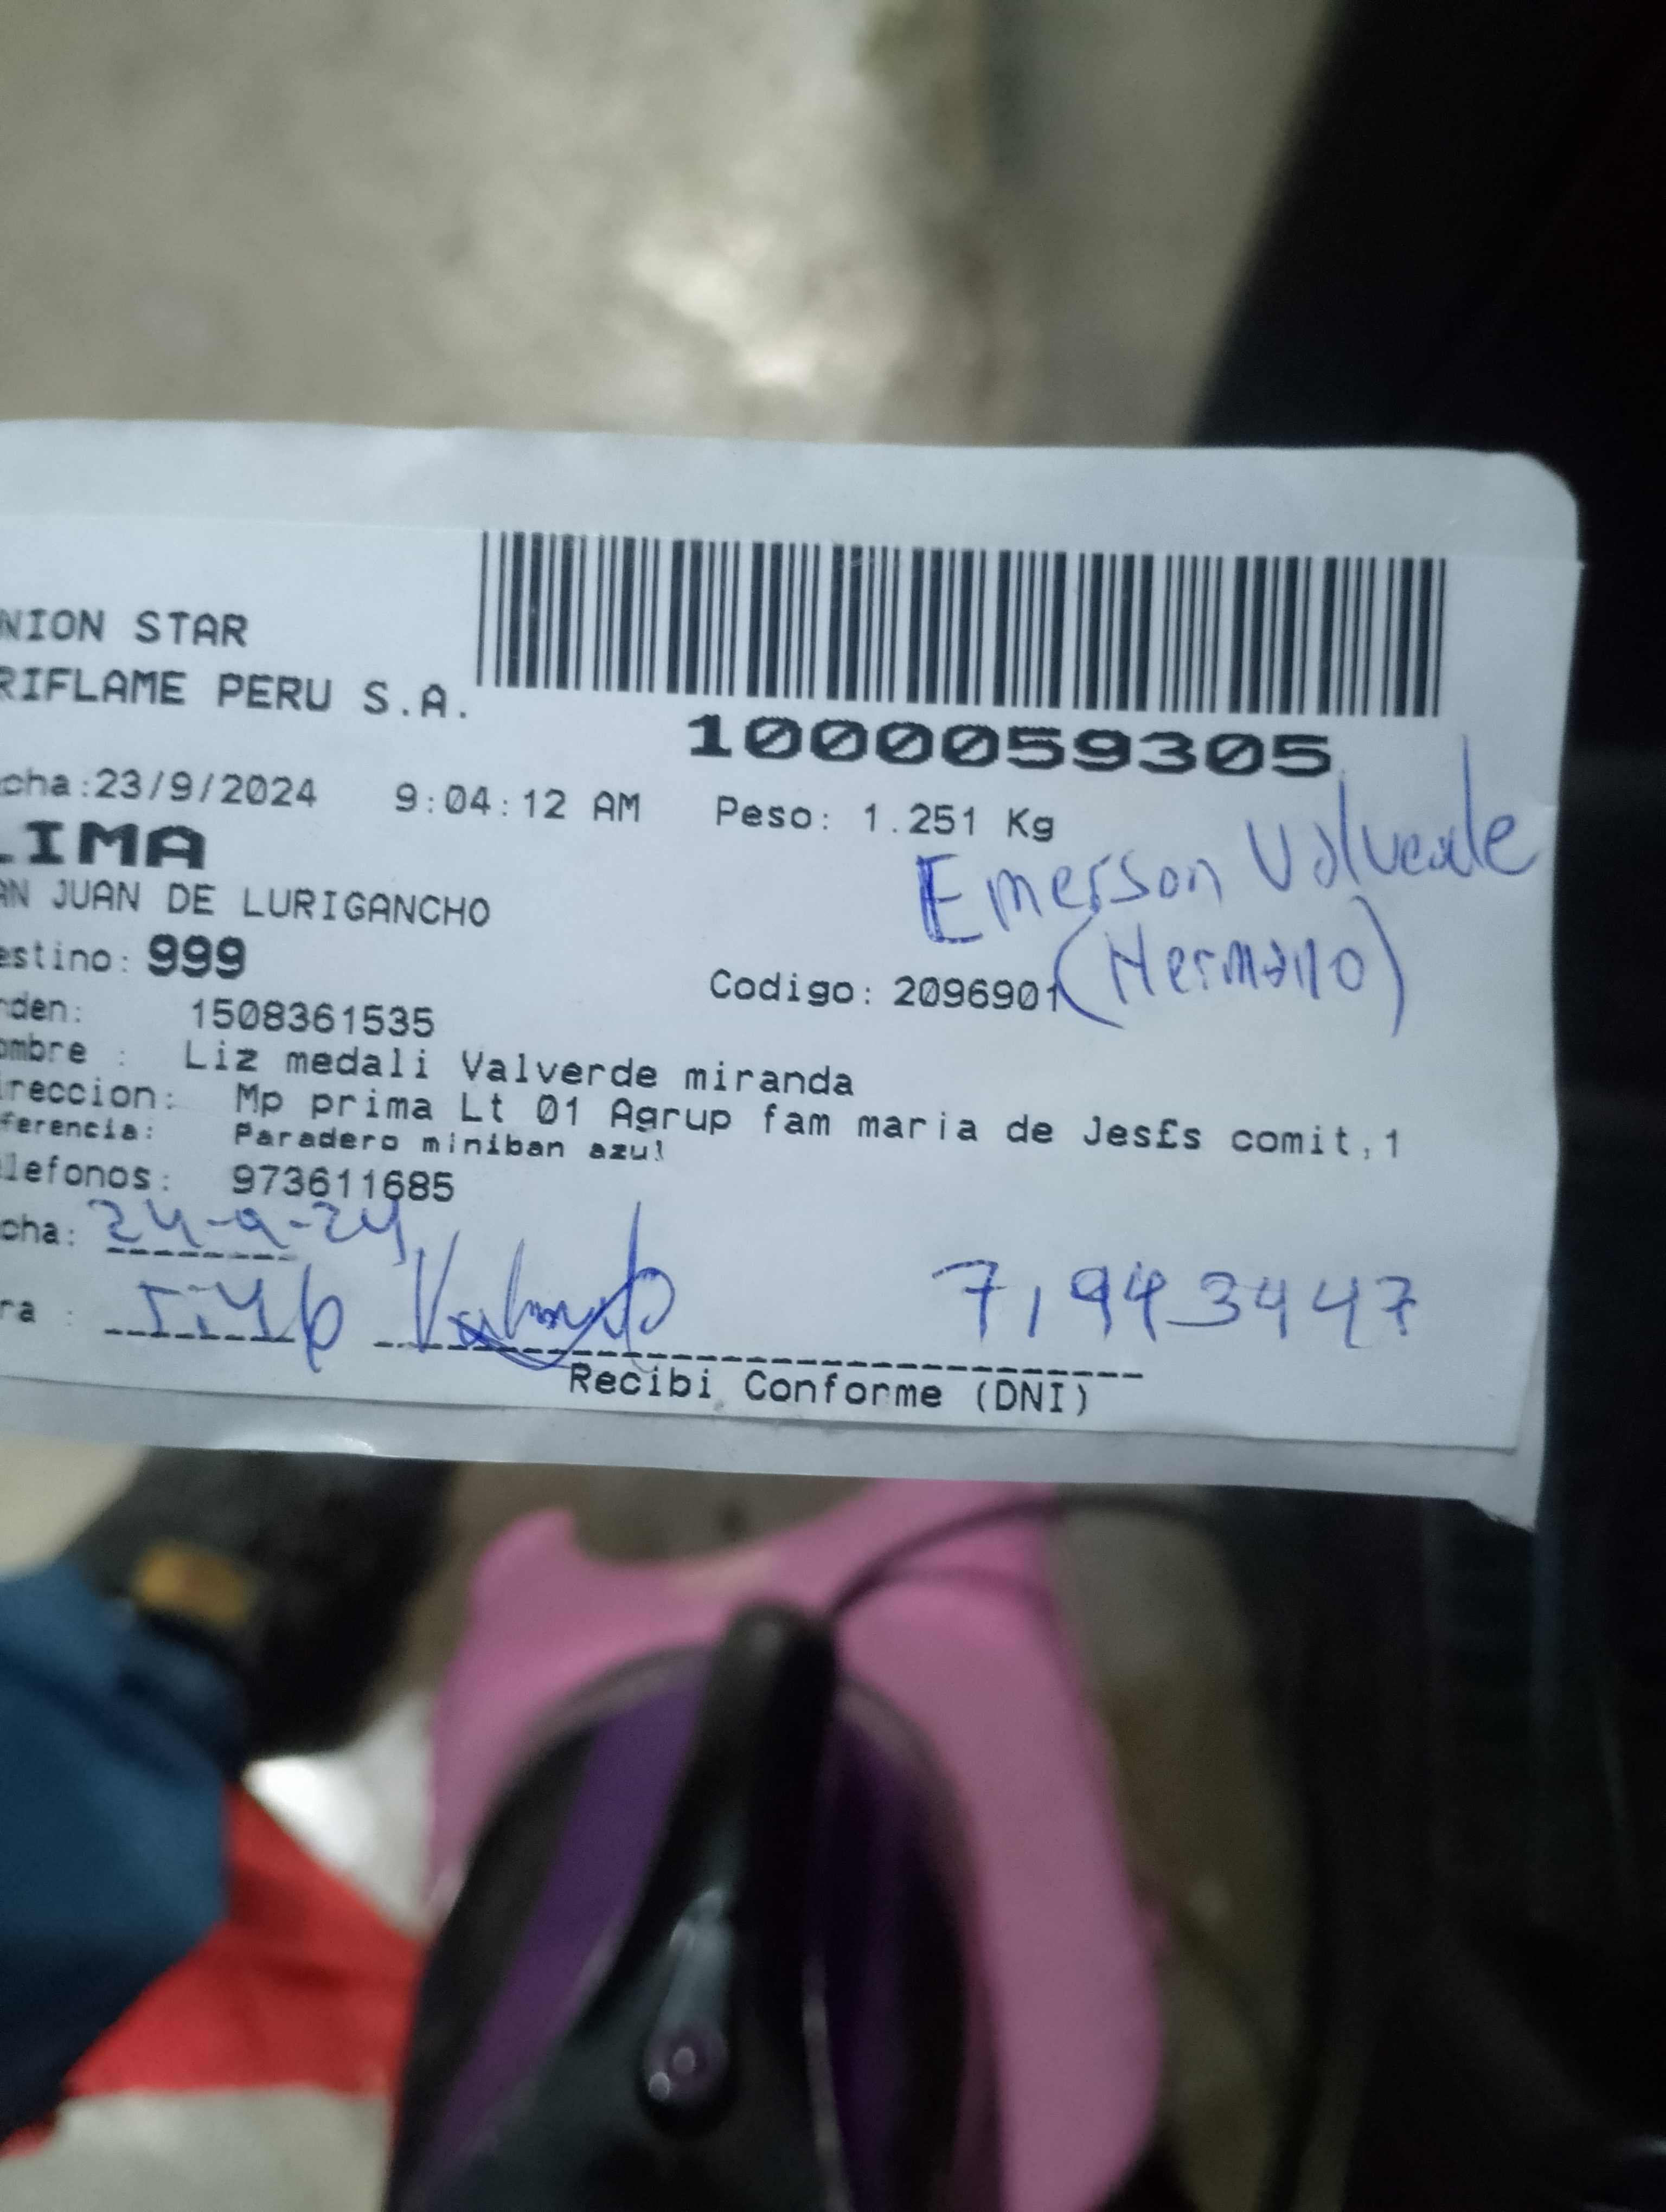 NION STAR
RIFLAME PERU S.A.
1000059305
cha:23/9/2024 9:04:12 AM Peso: 1.251 Kg
LIMA
AN JUAN DE LURIGANCHO
Emerson Valverde
(Hermano)
estino: 999
Codigo: 2096901
rden: 1508361535
ombre : Liz medali Valverde miranda
ireccion: Mp prima Lt 01 Agrup fam maria de Jes£s comit,1
ferencia: Paradero miniban azul
lefonos: 973611685
cha: 24-9-24
ra :
Recibi Conforme (DNI)